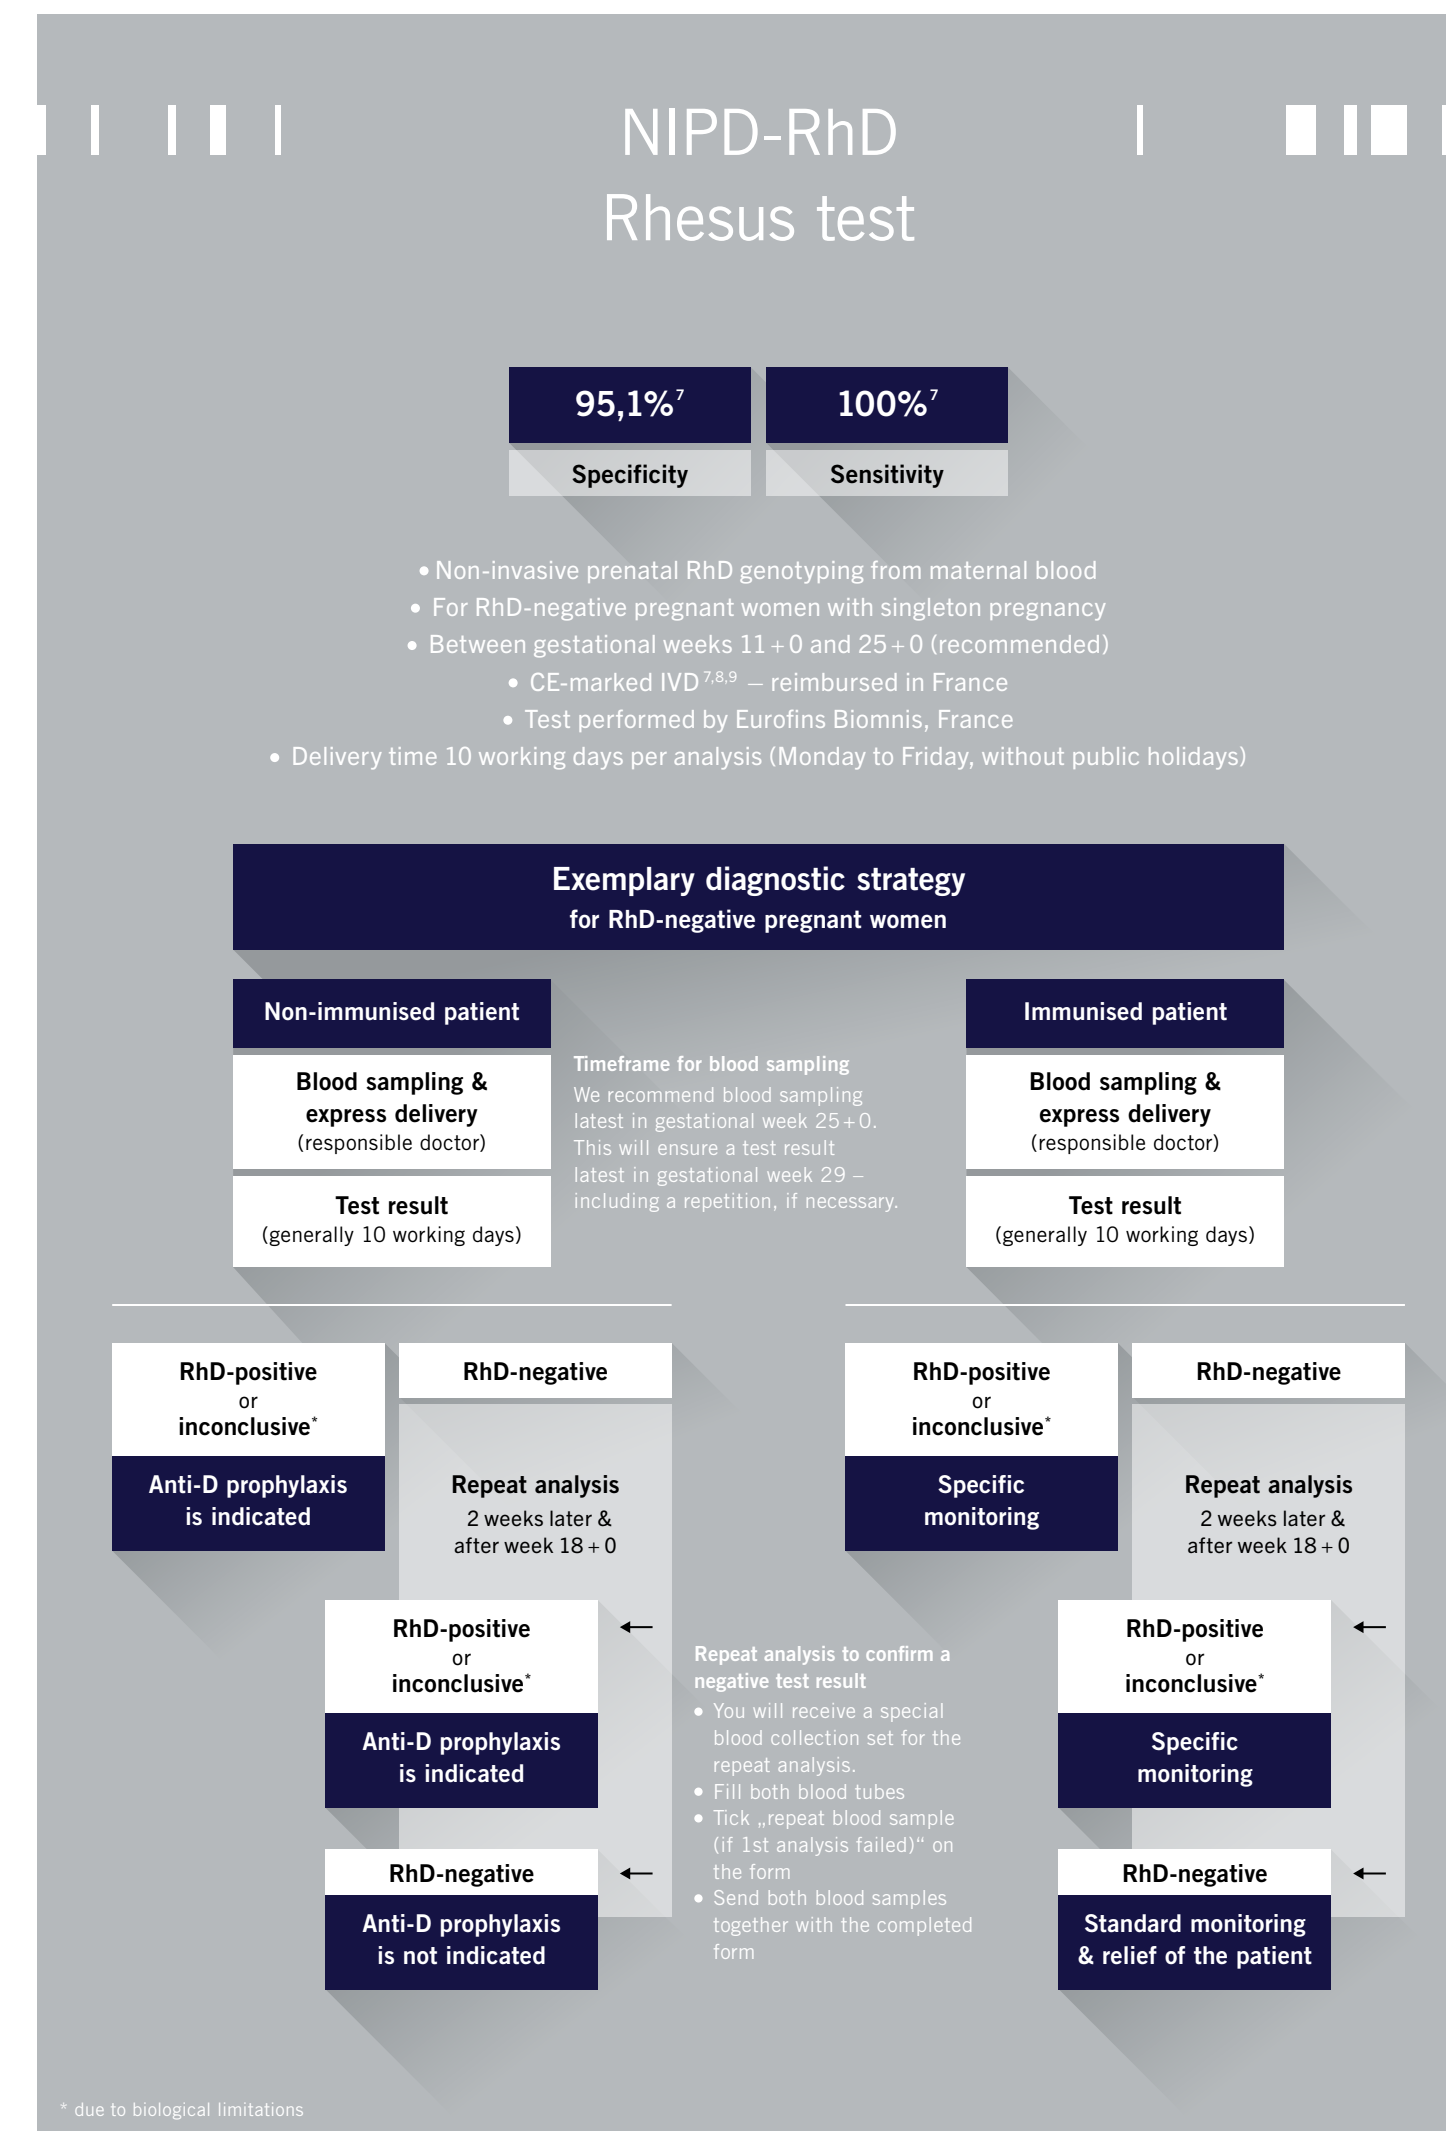 NIPD-RhD
Rhesus test
95,1%⁷
Specificity
100%⁷
Sensitivity
• Non-invasive prenatal RhD genotyping from maternal blood
• For RhD-negative pregnant women with singleton pregnancy
• Between gestational weeks 11+0 and 25+0 (recommended)
• CE-marked IVD⁷,⁸,⁹ – reimbursed in France
• Test performed by Eurofins Biomnis, France
• Delivery time 10 working days per analysis (Monday to Friday, without public holidays)
Exemplary diagnostic strategy
for RhD-negative pregnant women
Non-immunised patient
Blood sampling &
express delivery
(responsible doctor)
Test result
(generally 10 working days)
Timeframe for blood sampling
We recommend blood sampling
latest in gestational week 25+0.
This will ensure a test result
latest in gestational week 29 –
including a repetition, if necessary.
Immunised patient
Blood sampling &
express delivery
(responsible doctor)
Test result
(generally 10 working days)
RhD-positive
or
inconclusive*
Anti-D prophylaxis
is indicated
RhD-negative
Repeat analysis
2 weeks later &
after week 18+0
RhD-positive
or
inconclusive*
Anti-D prophylaxis
is indicated
RhD-negative
Anti-D prophylaxis
is not indicated
Repeat analysis to confirm a
negative test result
• You will receive a special
blood collection set for the
repeat analysis.
• Fill both blood tubes
• Tick „repeat blood sample
(if 1st analysis failed)“ on
the form
• Send both blood samples
together with the completed
form
RhD-positive
or
inconclusive*
Specific
monitoring
RhD-negative
Repeat analysis
2 weeks later &
after week 18+0
RhD-positive
or
inconclusive*
Specific
monitoring
RhD-negative
Standard monitoring
& relief of the patient
* due to biological limitations